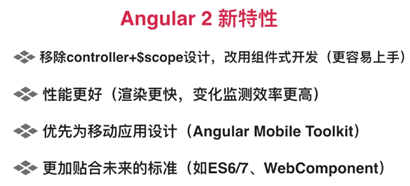 Angular 2 新特性
移除controller+$scope设计，改用组件式开发（更容易上手）
性能更好（渲染更快，变化监测效率更高）
优先为移动应用设计（Angular Mobile Toolkit）
更加贴合未来的标准（如ES6/7、WebComponent）